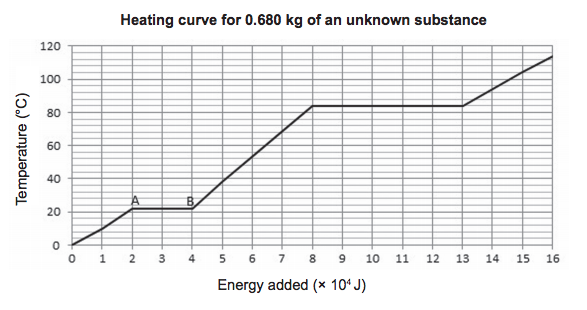 Heating curve for 0.680 kg of an unknown substance
Temperature (°C)
120
100
80
60
40
20
0
A
B
0 1 2 3 4 5 6 7 8 9 10 11 12 13 14 15 16
Energy added (× 10⁴ J)